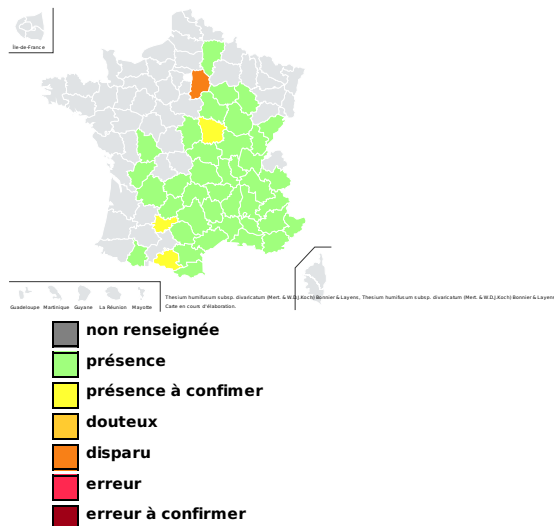 Île-de-France
Guadeloupe Martinique Guyane La Réunion Mayotte
Thesium humifusum subsp. divaricatum (Mert. & W.D.J.Koch) Bonnier & Layens, Thesium humifusum subsp. divaricatum (Mert. & W.D.J.Koch) Bonnier & Layens
Carte en cours d'élaboration.
non renseignée
présence
présence à confimer
douteux
disparu
erreur
erreur à confirmer